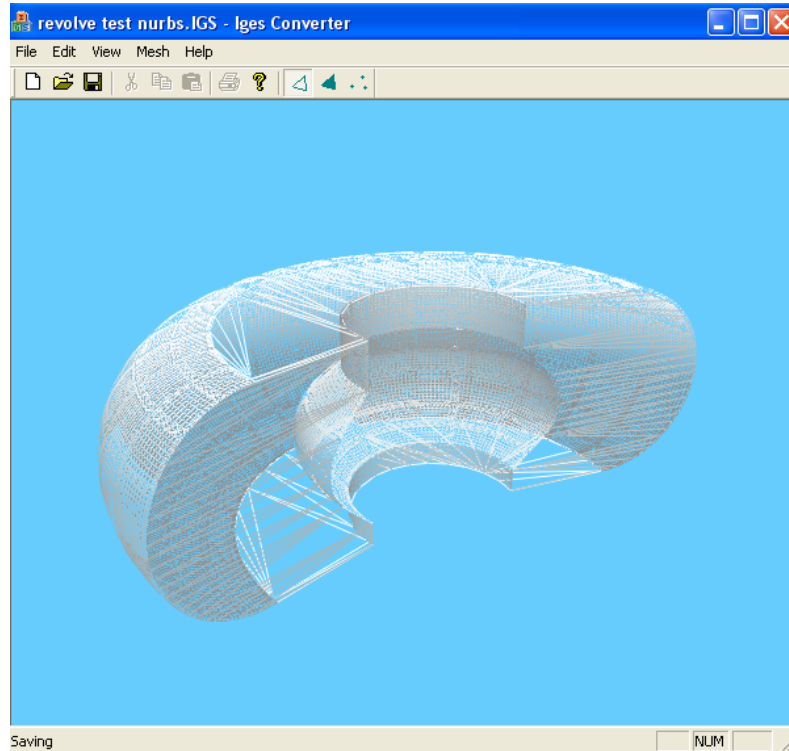 revolve test nurbs.IGS - Iges Converter
File Edit View Mesh Help
Saving NUM